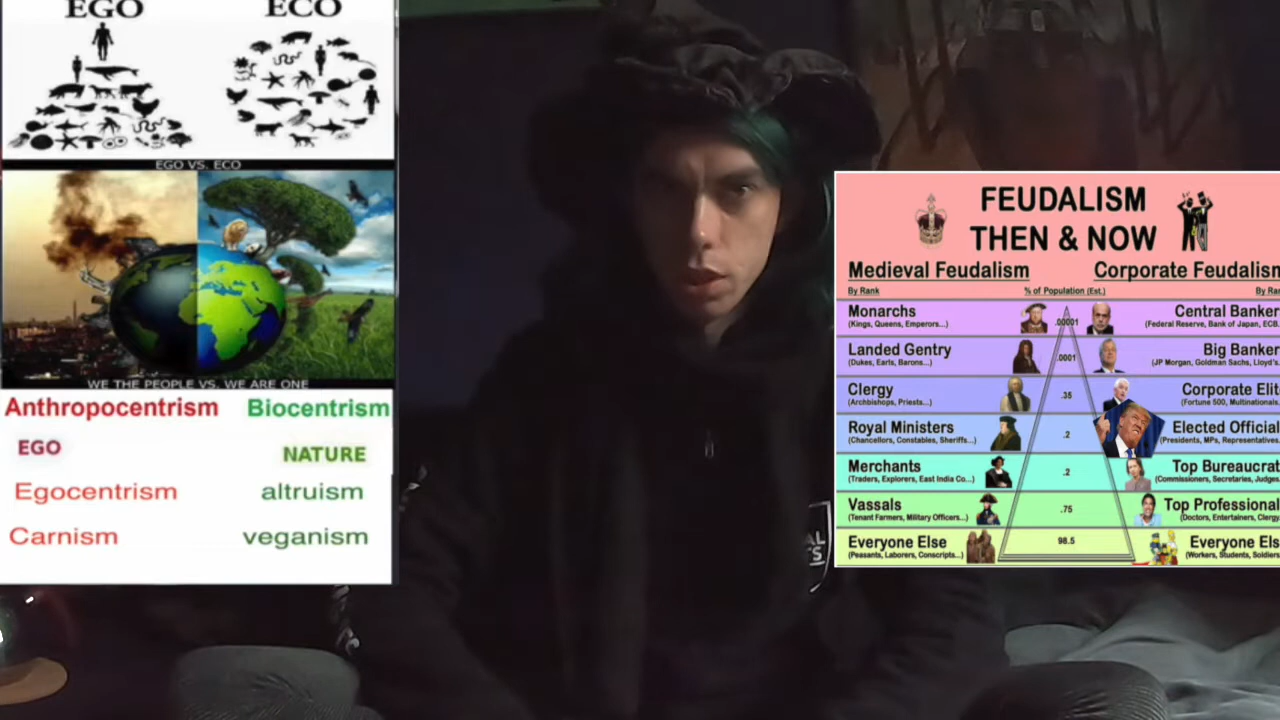 EGO ECO
EGO VS. ECO
WE THE PEOPLE VS. WE ARE ONE
Anthropocentrism Biocentrism
EGO NATURE
Egocentrism altruism
Carnism veganism
FEUDALISM
THEN & NOW
Medieval Feudalism Corporate Feudalism
By Rank % of Population (Est.) By Ran
Monarchs .00001 Central Banker
(Kings, Queens, Emperors...) (Federal Reserve, Bank of Japan, ECB
Landed Gentry .0001 Big Banker
(Dukes, Earls, Barons...) (JP Morgan, Goldman Sachs, Lloyd's
Clergy .35 Corporate Elit
(Archbishops, Priests...) (Fortune 500, Multinationals
Royal Ministers .2 Elected Official
(Chancellors, Constables, Sheriffs...) (Presidents, MPs, Representatives
Merchants .2 Top Bureaucrat
(Traders, Explorers, East India Co...) (Commissioners, Secretaries, Judges
Vassals .75 Top Professional
(Tenant Farmers, Military Officers...) (Doctors, Entertainers, Clergy
Everyone Else 98.5 Everyone Els
(Peasants, Laborers, Conscripts...) (Workers, Students, Soldiers